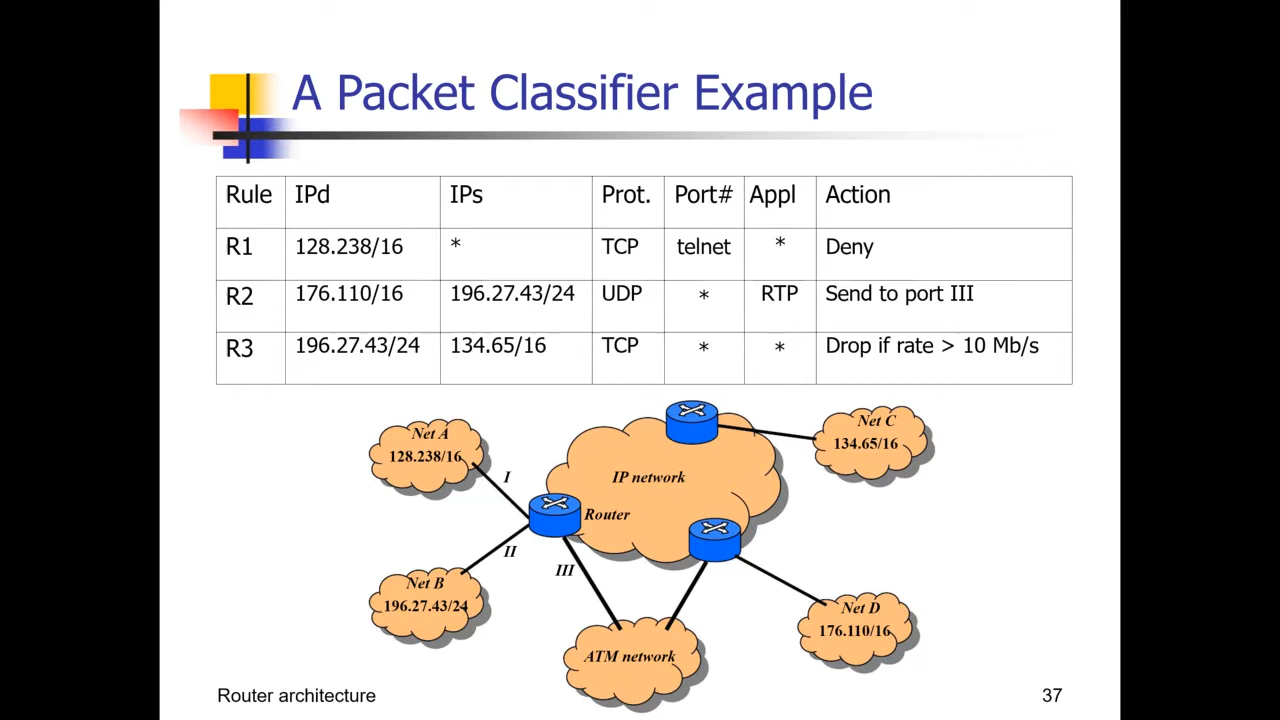 A Packet Classifier Example
Rule IPd IPs Prot. Port# Appl Action
R1 128.238/16 * TCP telnet * Deny
R2 176.110/16 196.27.43/24 UDP * RTP Send to port III
R3 196.27.43/24 134.65/16 TCP * * Drop if rate > 10 Mb/s
Net A
128.238/16
I
IP network
Net C
134.65/16
Router
II
III
Net B
196.27.43/24
Net D
176.110/16
ATM network
Router architecture
37